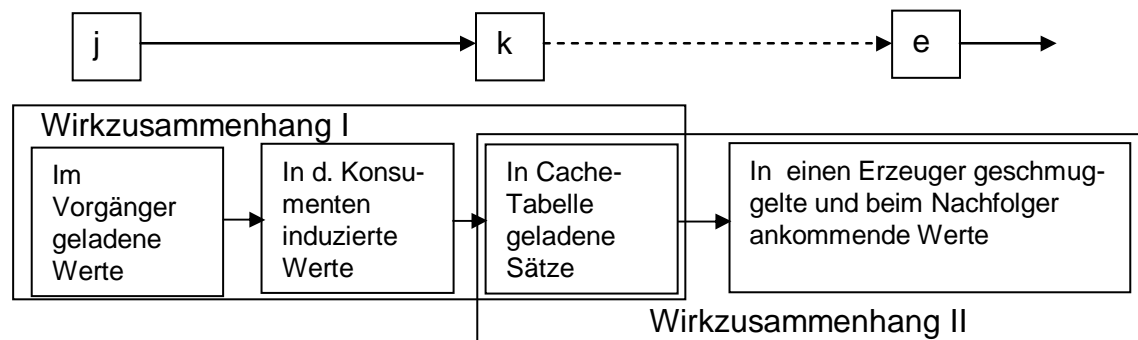 j
k
e
Wirkzusammenhang I
Im
Vorgänger
geladene
Werte
In d. Konsu-
menten
induzierte
Werte
In Cache-
Tabelle
geladene
Sätze
In einen Erzeuger geschmug-
gelte und beim Nachfolger
ankommende Werte
Wirkzusammenhang II